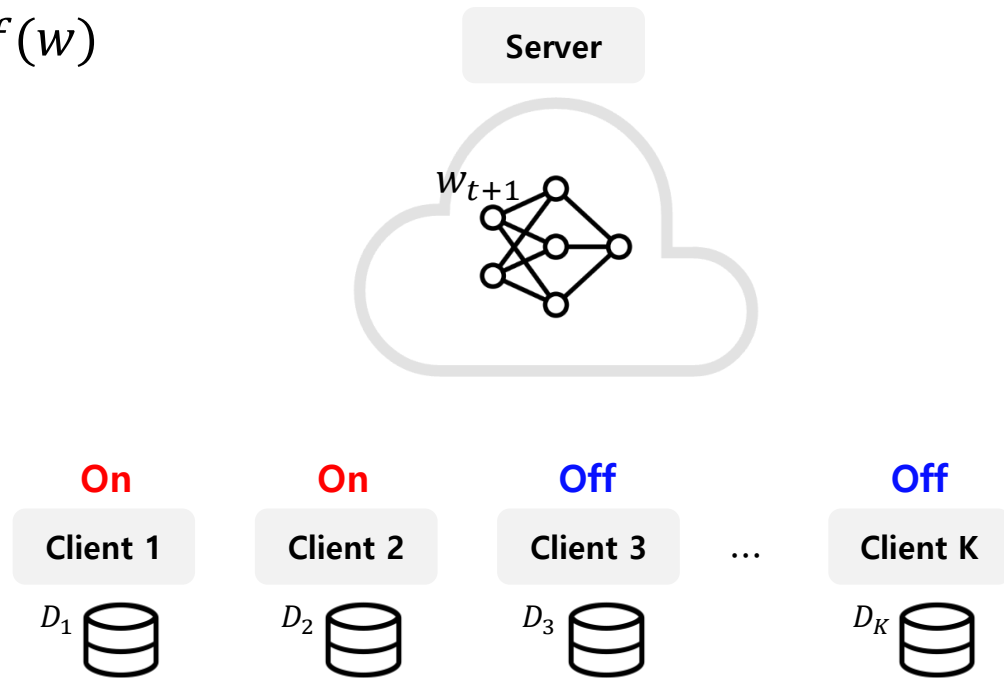 f(w)
Server
w_{t+1}
On On Off Off
Client 1 Client 2 Client 3 ... Client K
D_1 D_2 D_3 D_K